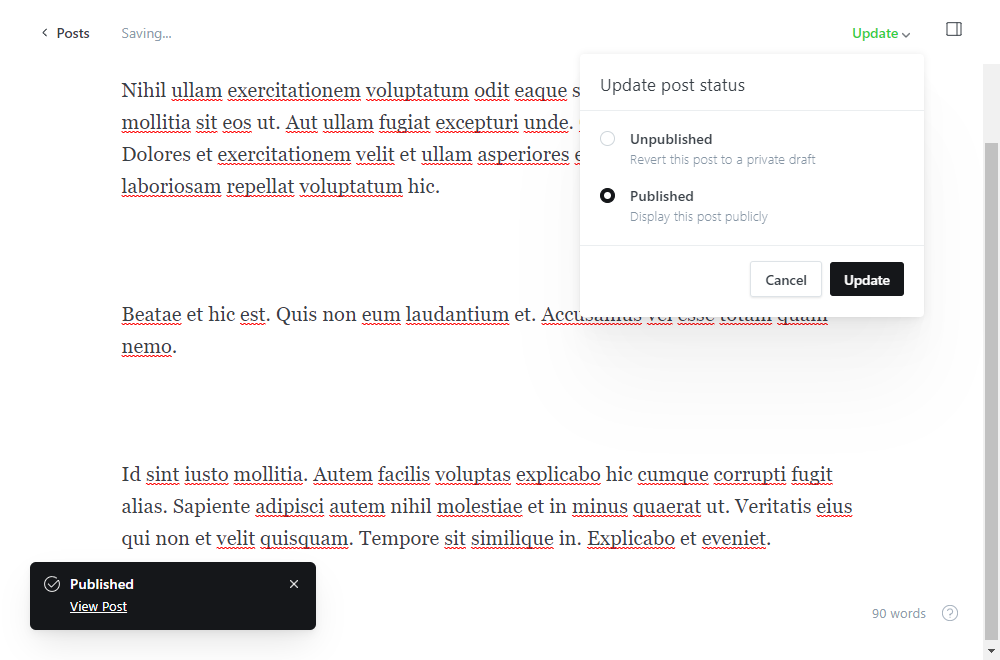 Posts
Saving...
Update
Nihil ullam exercitationem voluptatum odit eaque
mollitia sit eos ut. Aut ullam fugiat excepturi unde.
Dolores et exercitationem velit et ullam asperiores
laboriosam repellat voluptatum hic.
Update post status
Unpublished
Revert this post to a private draft
Published
Display this post publicly
Cancel
Update
Beatae et hic est. Quis non eum laudantium et. Accusamus vel esse totam quam
nemo.
Id sint iusto mollitia. Autem facilis voluptas explicabo hic cumque corrupti fugit
alias. Sapiente adipisci autem nihil molestiae et in minus quaerat ut. Veritatis eius
qui non et velit quisquam. Tempore sit similique in. Explicabo et eveniet.
Published
View Post
90 words